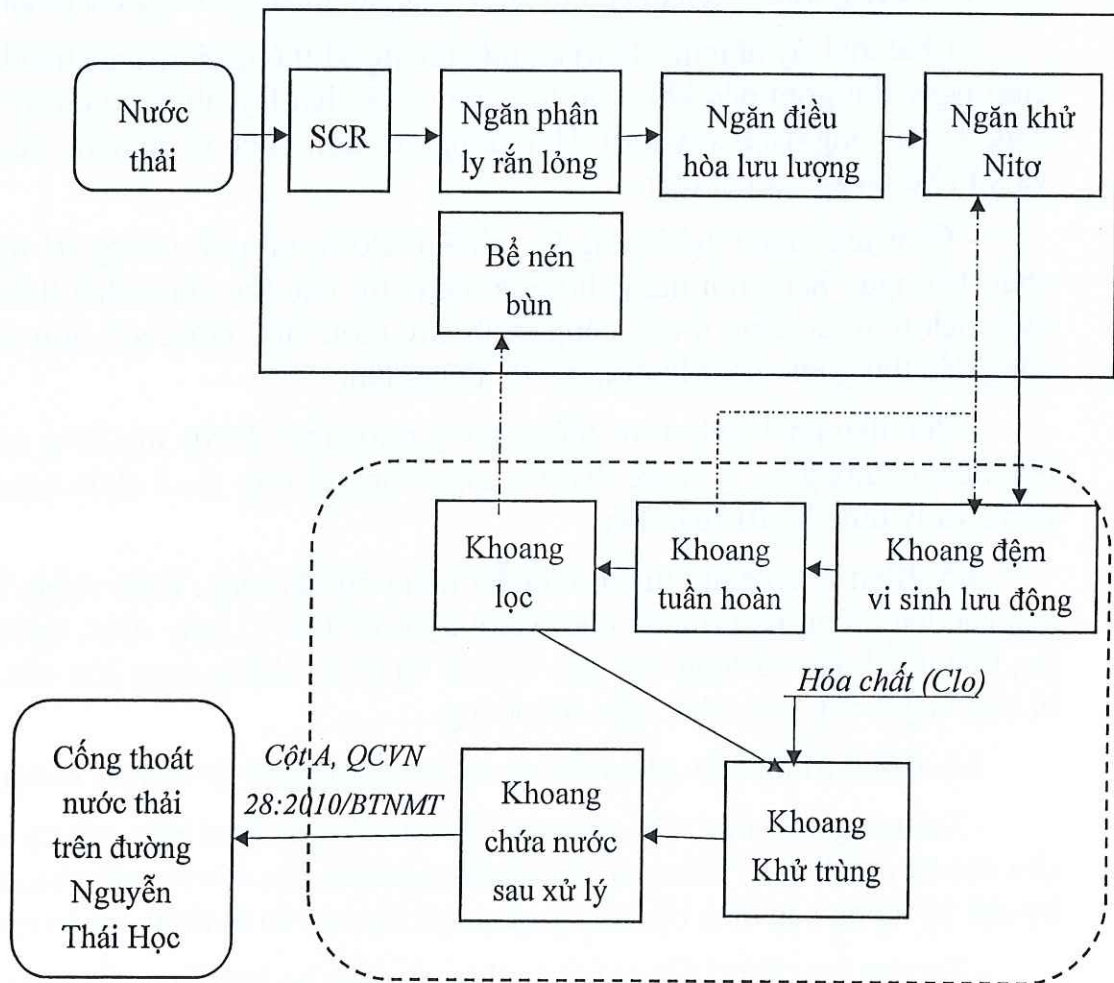 Nước
thải
SCR
Ngăn phân
ly rắn lỏng
Ngăn điều
hòa lưu lượng
Ngăn khử
Nitơ
Bể nén
bùn
Khoang
lọc
Khoang
tuần hoàn
Khoang đệm
vi sinh lưu động
Hóa chất (Clo)
Cống thoát
nước thải
trên đường
Nguyễn
Thái Học
Cột A, QCVN
28:2010/BTNMT
Khoang
chứa nước
sau xử lý
Khoang
Khử trùng